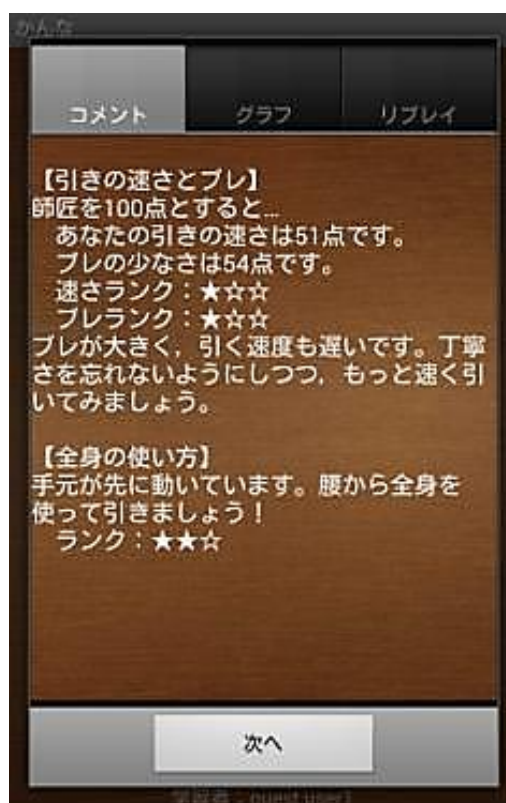 かんな
コメント
グラフ
リプレイ
【引きの速さとブレ】
師匠を100点とすると…
あなたの引きの速さは51点です。
ブレの少なさは54点です。
速さランク：★☆☆
ブレランク：★☆☆
ブレが大きく，引く速度も遅いです。丁寧
さを忘れないようにしつつ，もっと速く引
いてみましょう。
【全身の使い方】
手元が先に動いています。腰から全身を
使って引きましょう！
ランク：★★☆
次へ